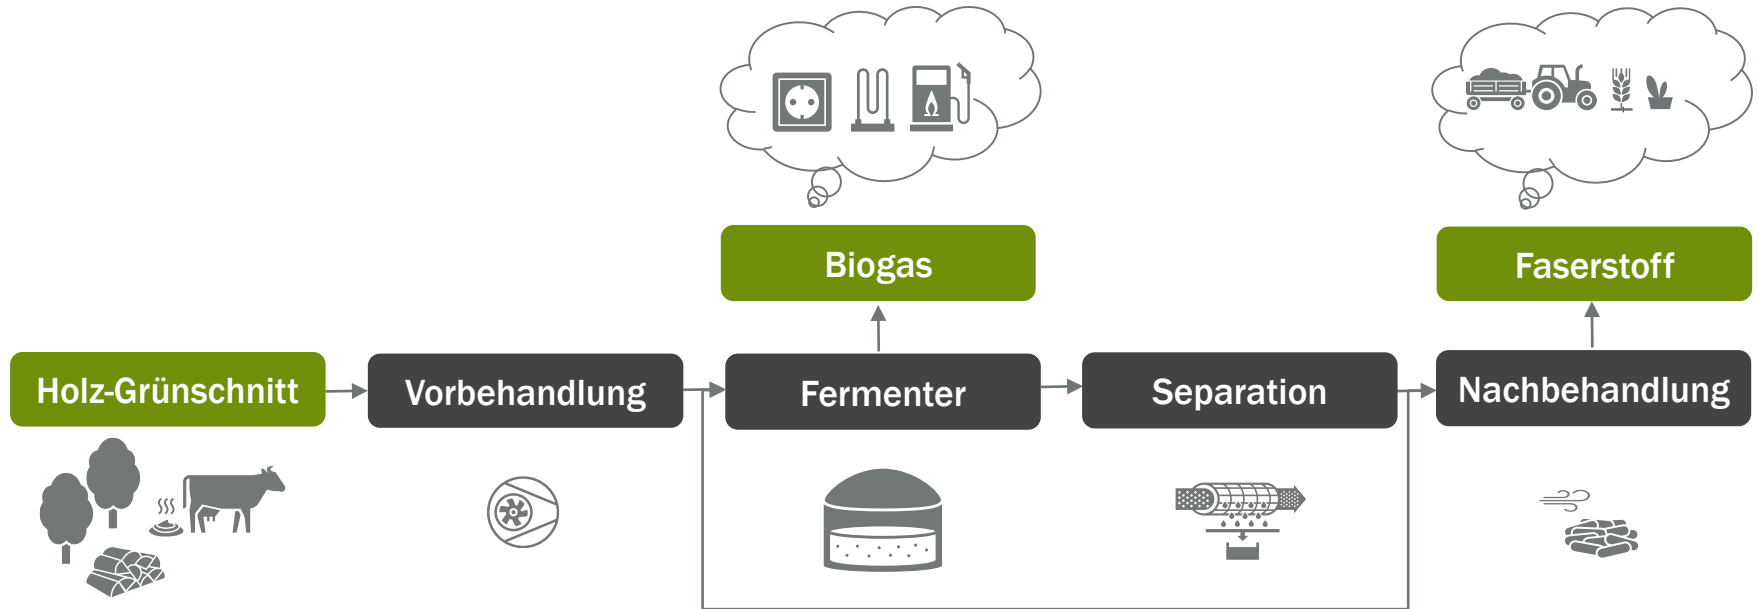 Biogas
Faserstoff
Holz-Grünschnitt
Vorbehandlung
Fermenter
Separation
Nachbehandlung